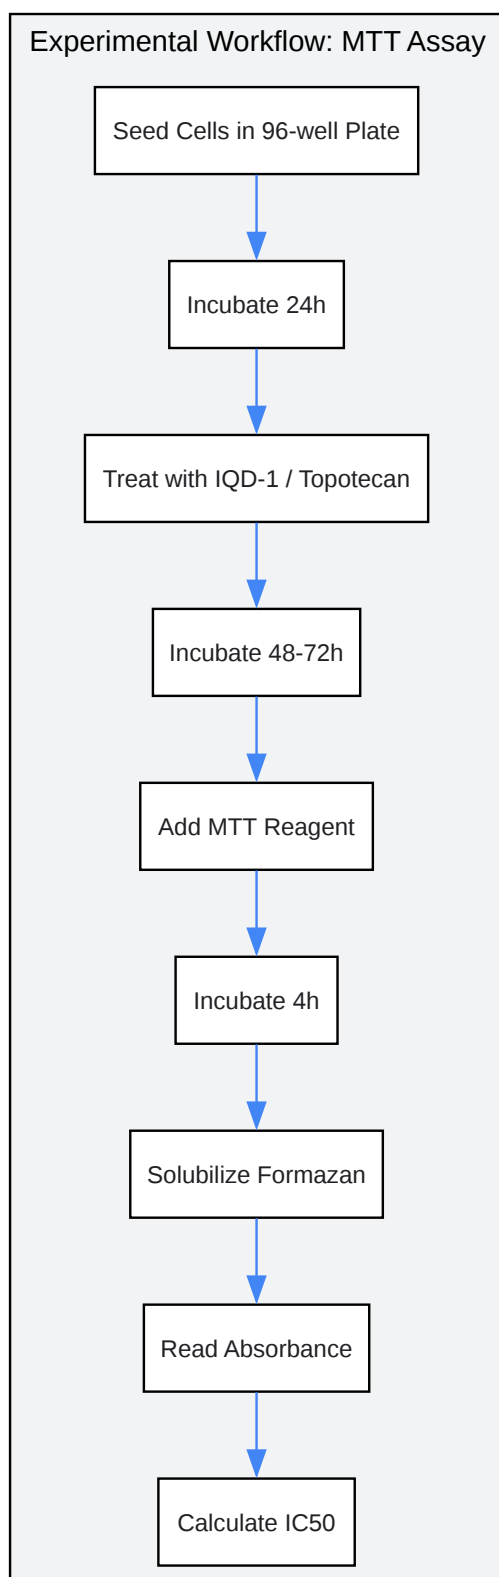 Experimental Workflow: MTT Assay
Seed Cells in 96-well Plate
Incubate 24h
Treat with IQD-1 / Topotecan
Incubate 48-72h
Add MTT Reagent
Incubate 4h
Solubilize Formazan
Read Absorbance
Calculate IC50